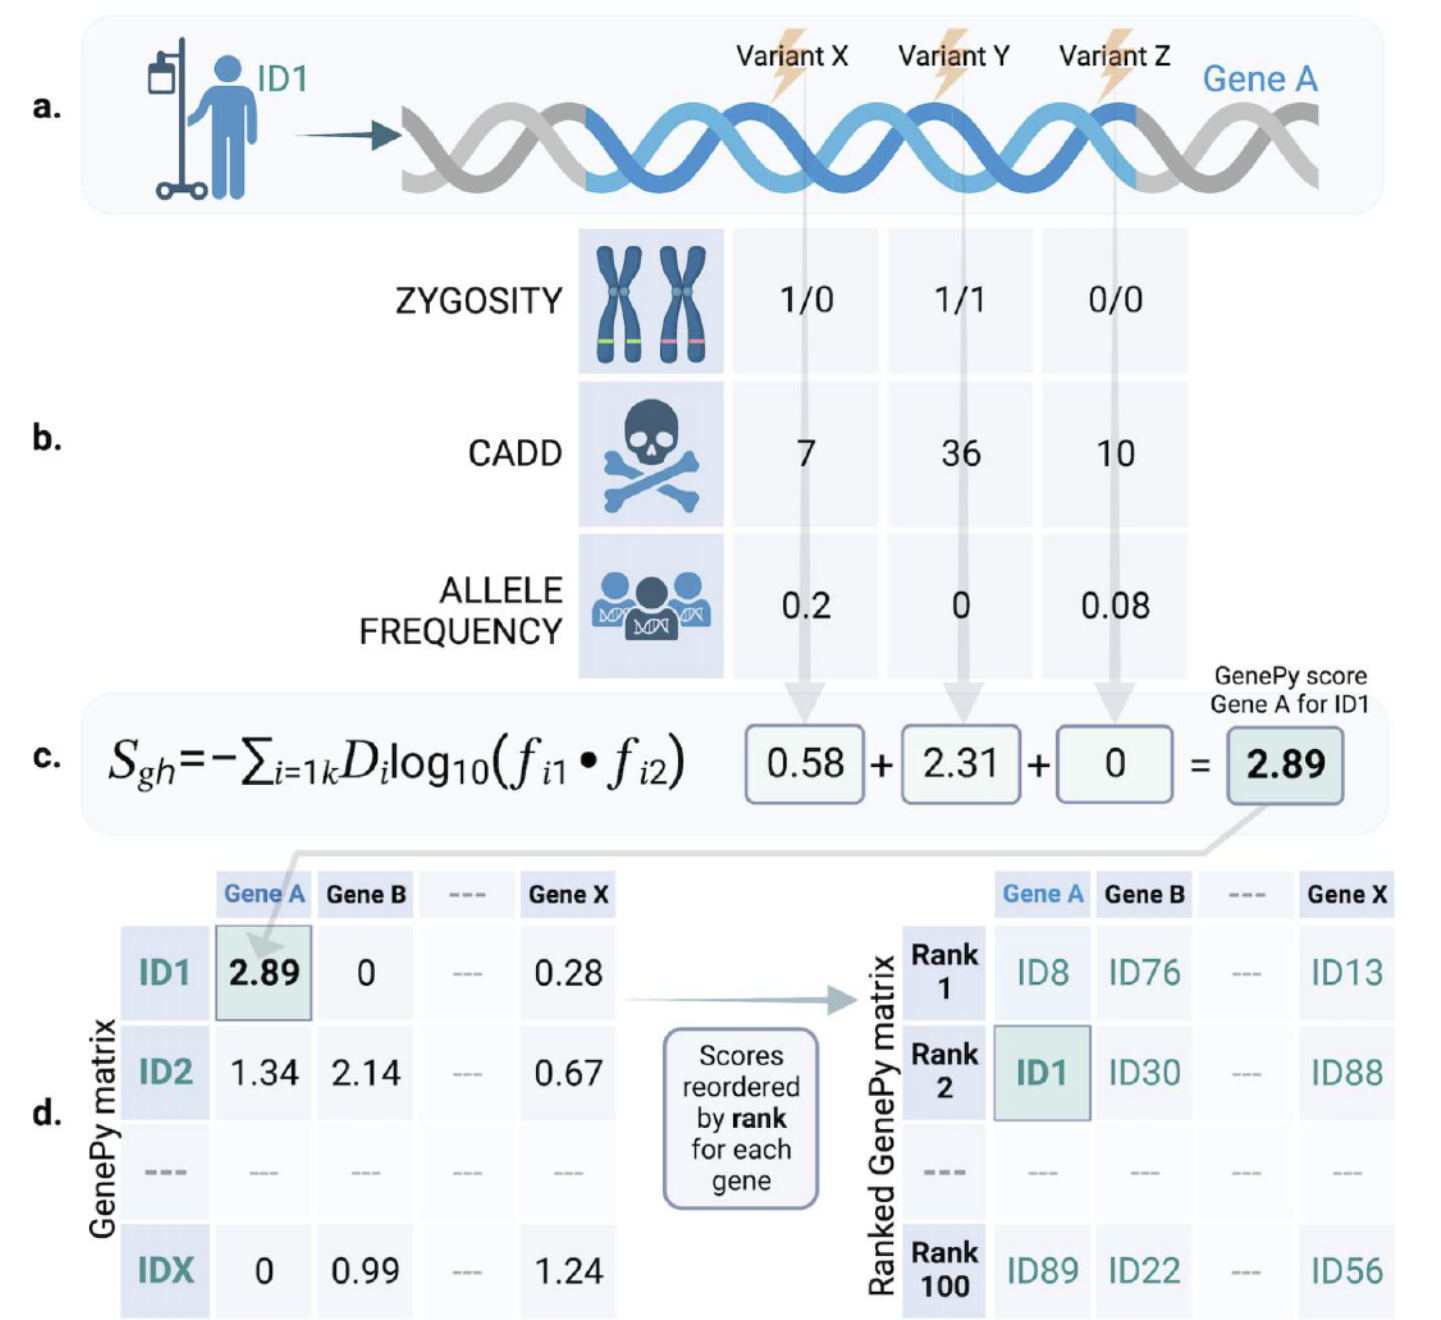 a.
ID1
Variant X
Variant Y
Variant Z
Gene A
b.
ZYGOSITY
1/0
1/1
0/0
CADD
7
36
10
ALLELE
FREQUENCY
0.2
0
0.08
GenePy score
Gene A for ID1
c.
S_gh=-∑_i=1k D_i log_10(f_i1 • f_i2)
0.58 + 2.31 + 0 = 2.89
d.
GenePy matrix
Gene A Gene B --- Gene X
ID1 2.89 0 --- 0.28
ID2 1.34 2.14 --- 0.67
--- --- --- --- ---
IDX 0 0.99 --- 1.24
Scores
reordered
by rank
for each
gene
Ranked GenePy matrix
Gene A Gene B --- Gene X
Rank
1
ID8 ID76 --- ID13
Rank
2
ID1 ID30 --- ID88
--- --- --- --- ---
Rank
100
ID89 ID22 --- ID56